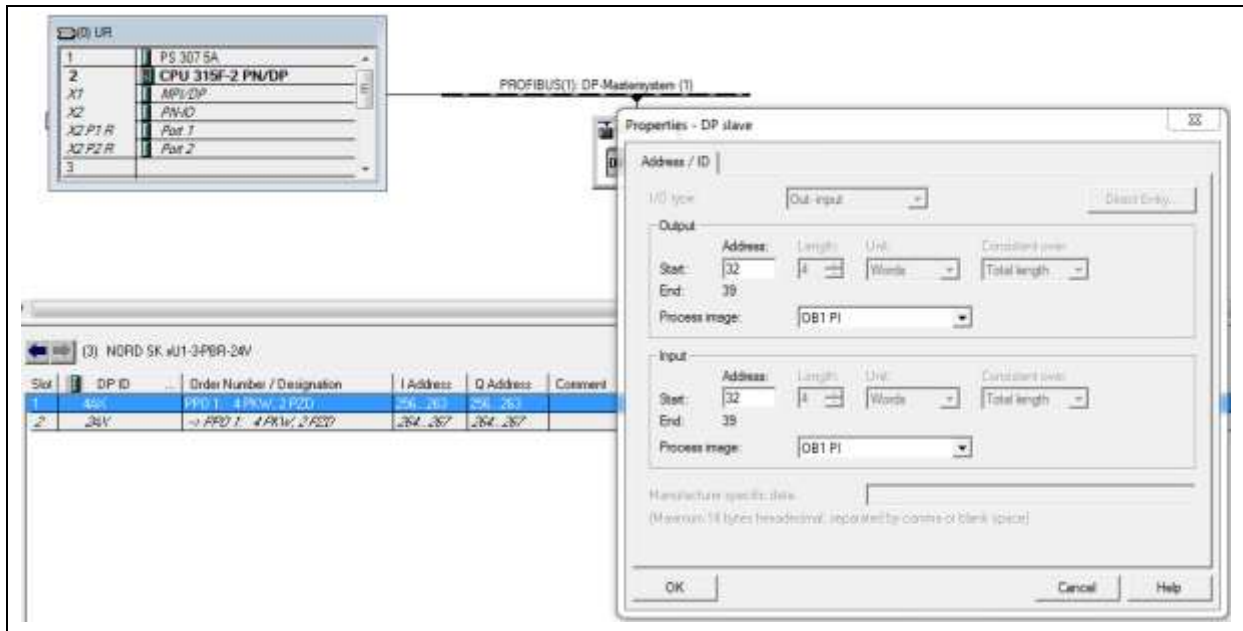 (0) UR
1 PS 307 5A
2 CPU 315F-2 PN/DP
X1 MPI/DP
X2 PN-IO
X2 P1 R Port 1
X2 P2 R Port 2
3
PROFIBUS(1): DP-Mastersystem (1)
Properties - DP slave
Address / ID
I/O type: Out-input Direct Entry...
Output
Address: Length: Unit: Consistent over:
Start: 32 4 Words Total length
End: 39
Process image: OB1 PI
Input
Address: Length: Unit: Consistent over:
Start: 32 4 Words Total length
End: 39
Process image: OB1 PI
Manufacturer-specific data:
(Maximum 14 bytes hexadecimal, separated by comma or blank space)
OK Cancel Help
(3) NORD SK xU1-3-PBR-24V
Slot DP ID ... Order Number / Designation I Address Q Address Comment
1 4AX PPO 1: 4 PKW, 2 PZD 256...263 256...263
2 2AX -> PPO 1: 4 PKW, 2 PZD 264...267 264...267